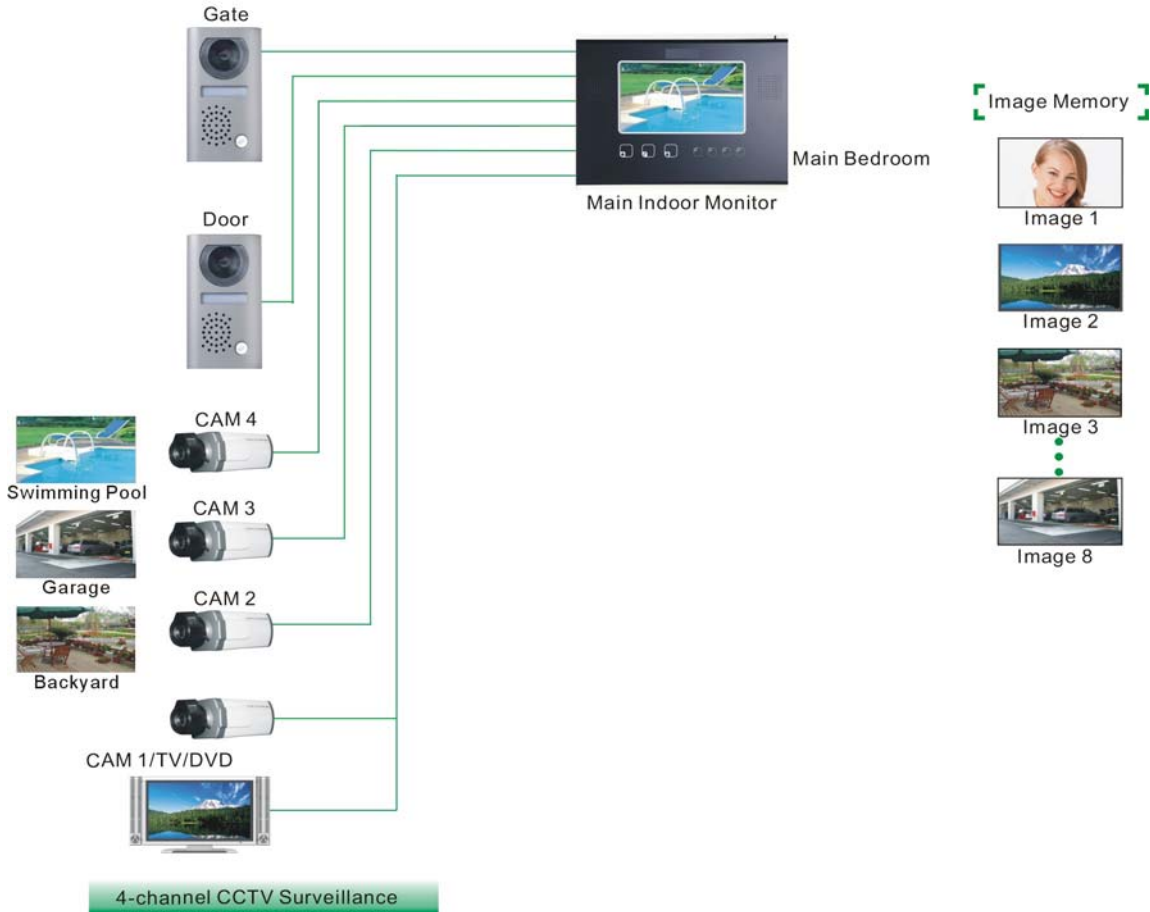 Gate
Image Memory
Main Bedroom
Main Indoor Monitor
Image 1
Door
Image 2
Image 3
CAM 4
Swimming Pool
CAM 3
Image 8
Garage
CAM 2
Backyard
CAM 1/TV/DVD
4-channel CCTV Surveillance